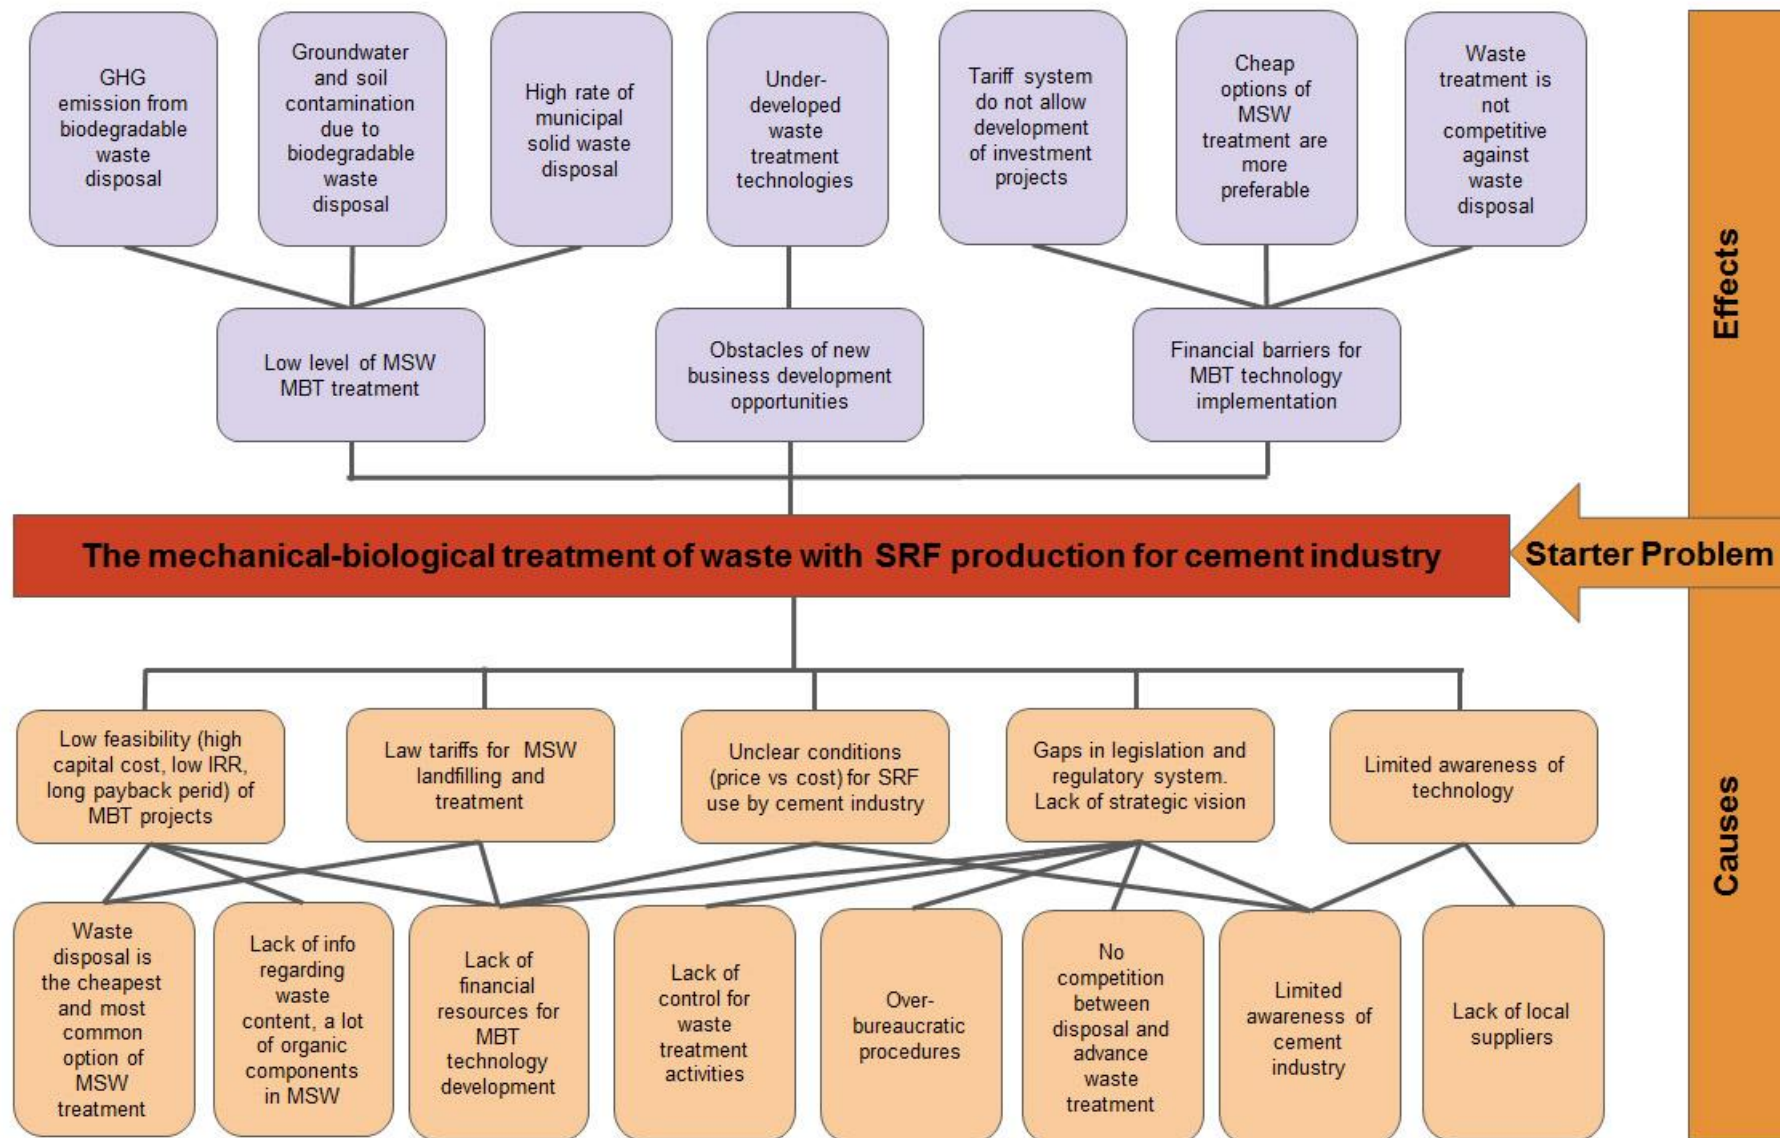 GHG
emission from
biodegradable
waste
disposal
Groundwater
and soil
contamination
due to
biodegradable
waste
disposal
High rate of
municipal
solid waste
disposal
Under-
developed
waste
treatment
technologies
Tariff system
do not allow
development
of investment
projects
Cheap
options of
MSW
treatment are
more
preferable
Waste
treatment is
not
competitive
against
waste
disposal
Effects
Low level of MSW
MBT treatment
Obstacles of new
business development
opportunities
Financial barriers for
MBT technology
implementation
The mechanical-biological treatment of waste with SRF production for cement industry
Starter Problem
Low feasibility (high
capital cost, low IRR,
long payback perid) of
MBT projects
Law tariffs for MSW
landfilling and
treatment
Unclear conditions
(price vs cost) for SRF
use by cement industry
Gaps in legislation and
regulatory system.
Lack of strategic vision
Limited awareness of
technology
Causes
Waste
disposal is
the cheapest
and most
common
option of
MSW
treatment
Lack of info
regarding
waste
content, a lot
of organic
components
in MSW
Lack of
financial
resources for
MBT
technology
development
Lack of
control for
waste
treatment
activities
Over-
bureaucratic
procedures
No
competition
between
disposal and
advance
waste
treatment
Limited
awareness of
cement
industry
Lack of local
suppliers